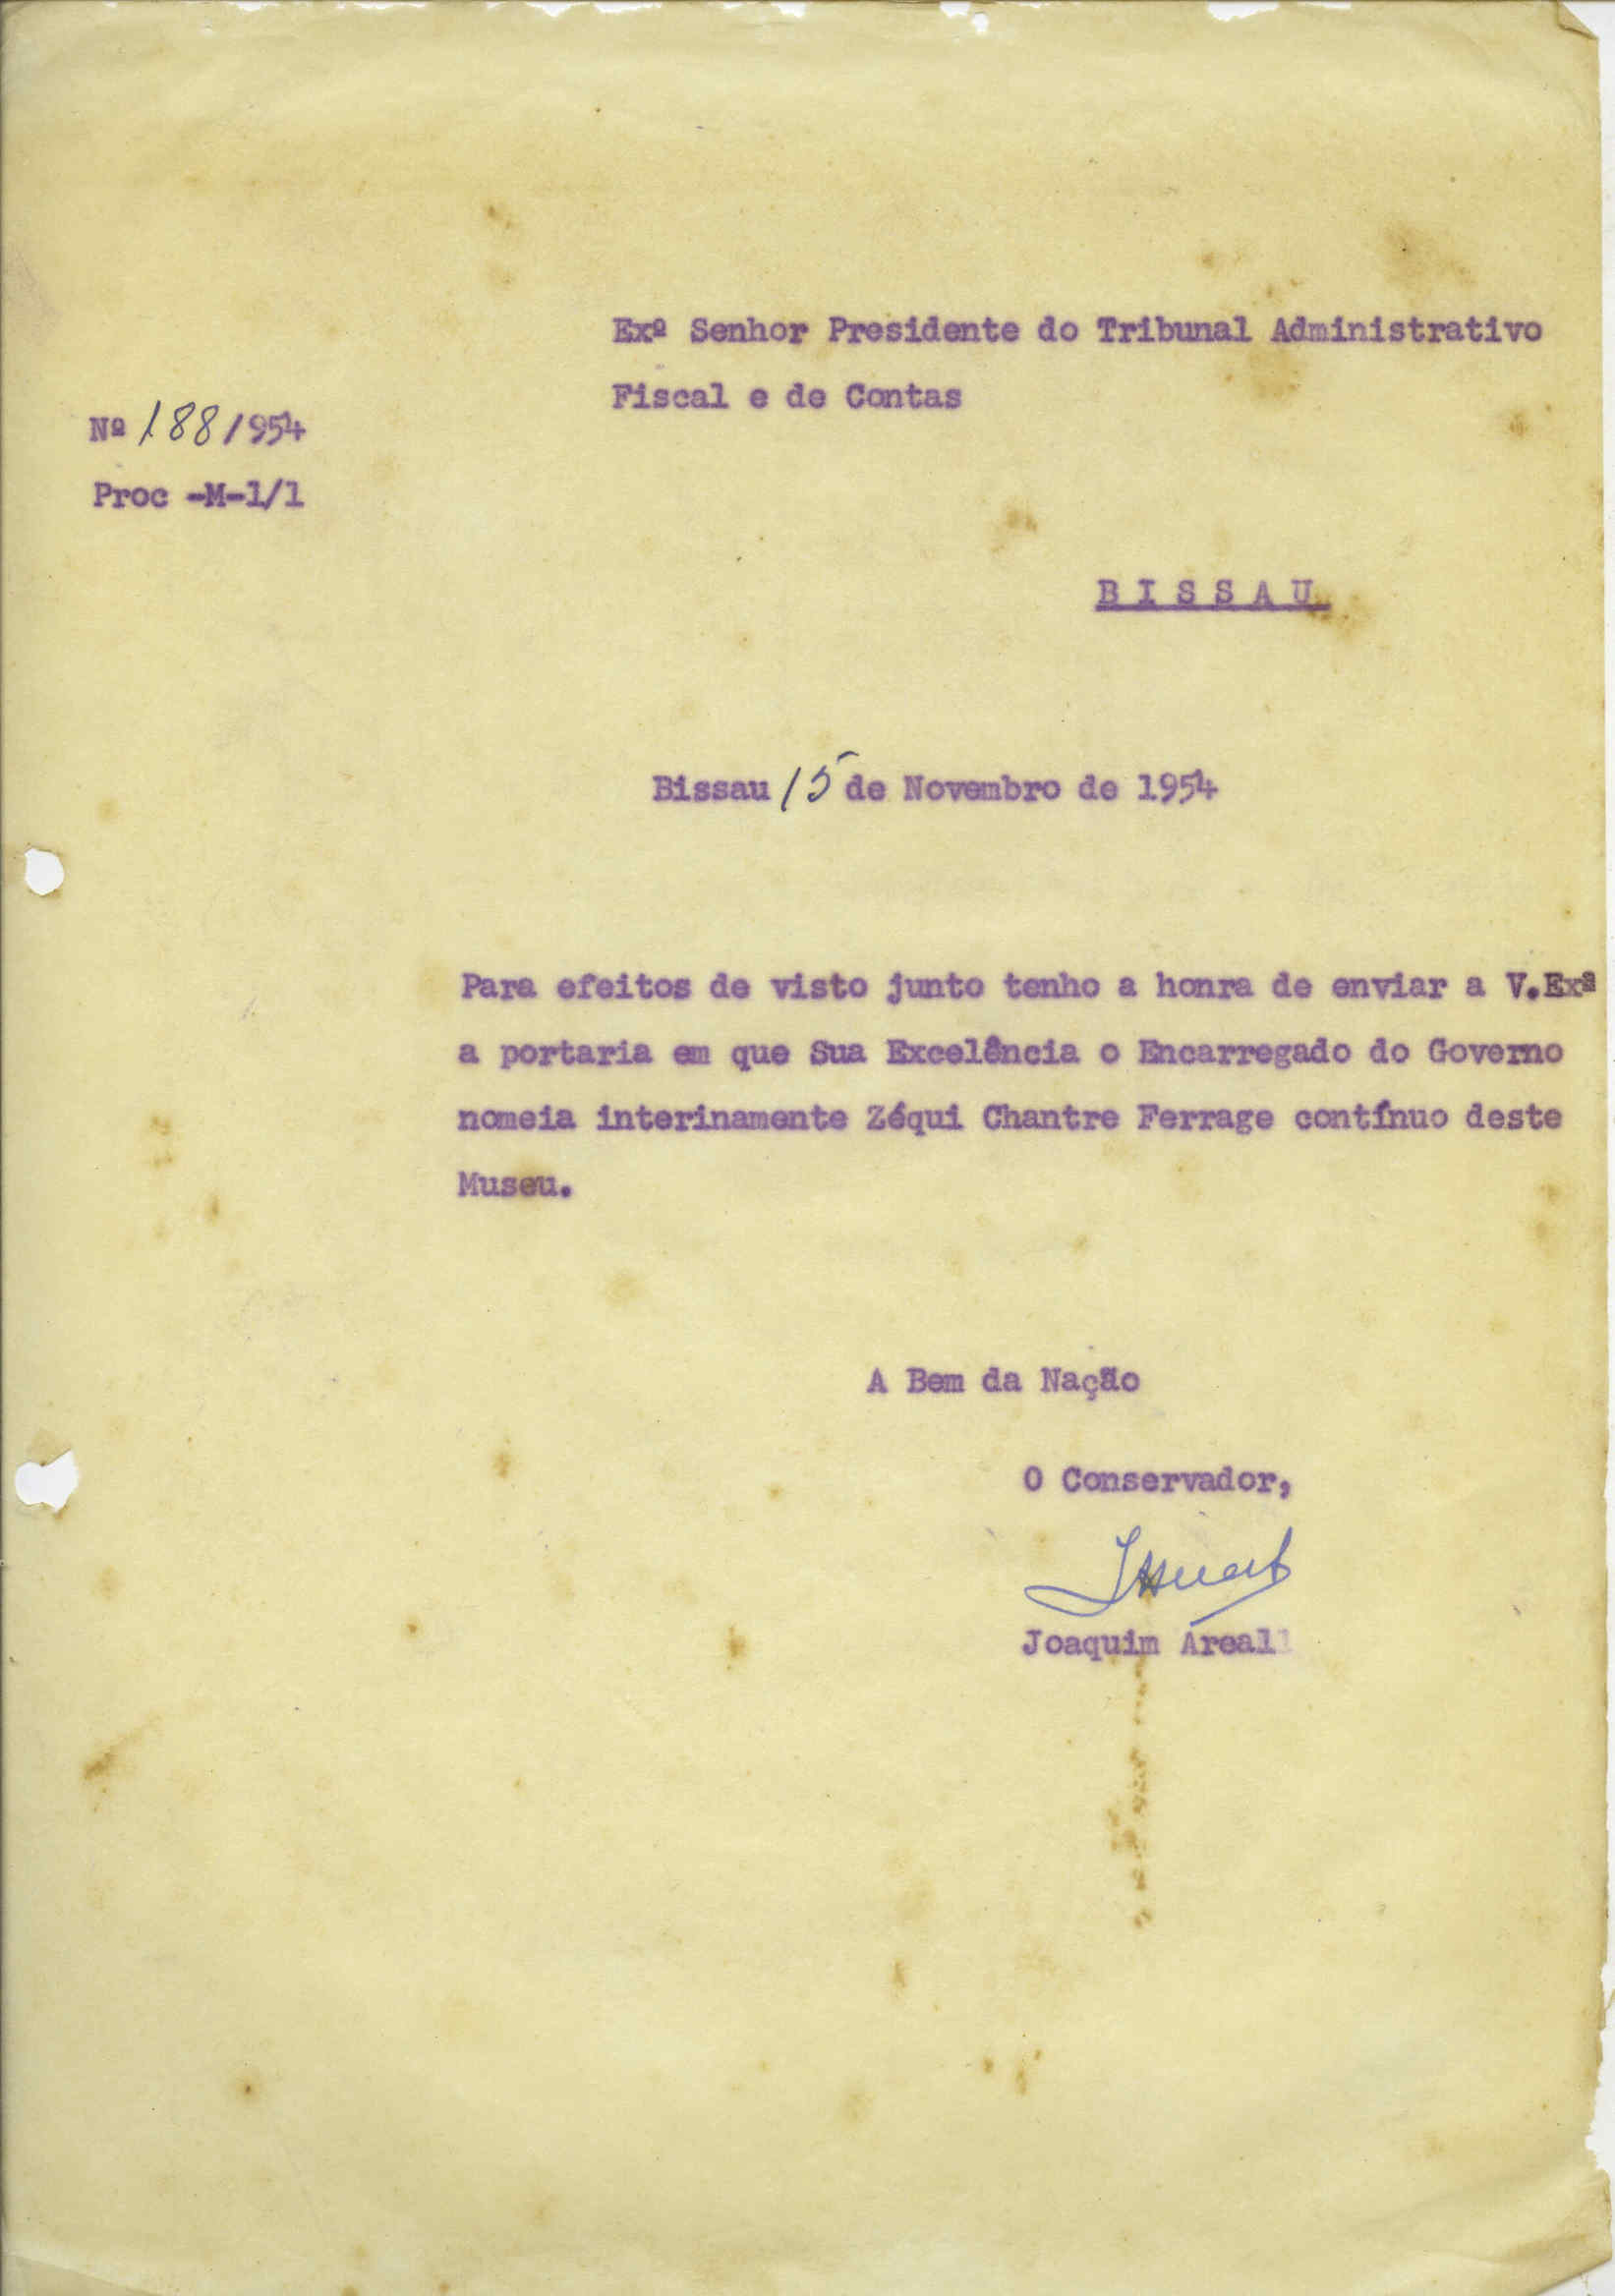 Exº Senhor Presidente do Tribunal Administrativo
Fiscal e de Contas
Nº 188/954
Proc -M-1/1
BISSAU
Bissau 15 de Novembro de 1954
Para efeitos de visto junto tenho a honra de enviar a V.Exª
a portaria em que Sua Excelência o Encarregado do Governo
nomeia interinamente Zéqui Chantre Ferrage contínuo deste
Museu.
A Bem da Nação
O Conservador,
Joaquim Areal